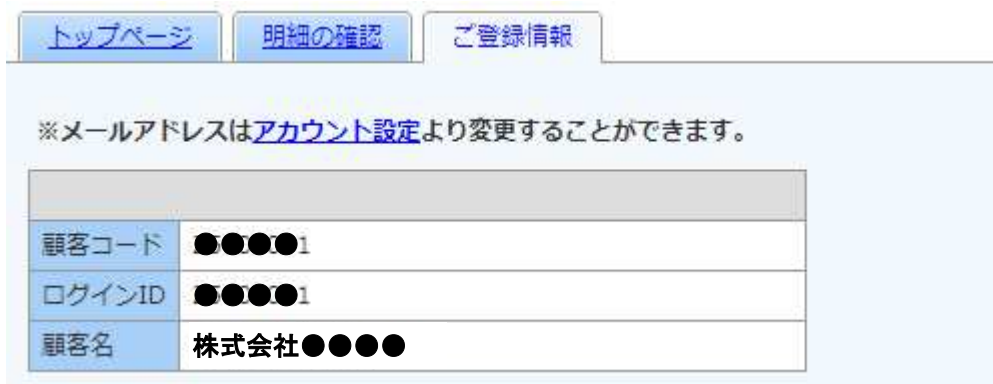 トップページ 明細の確認 ご登録情報
※メールアドレスはアカウント設定より変更することができます。
顧客コード ●●●●●1
ログインID ●●●●●1
顧客名 株式会社●●●●